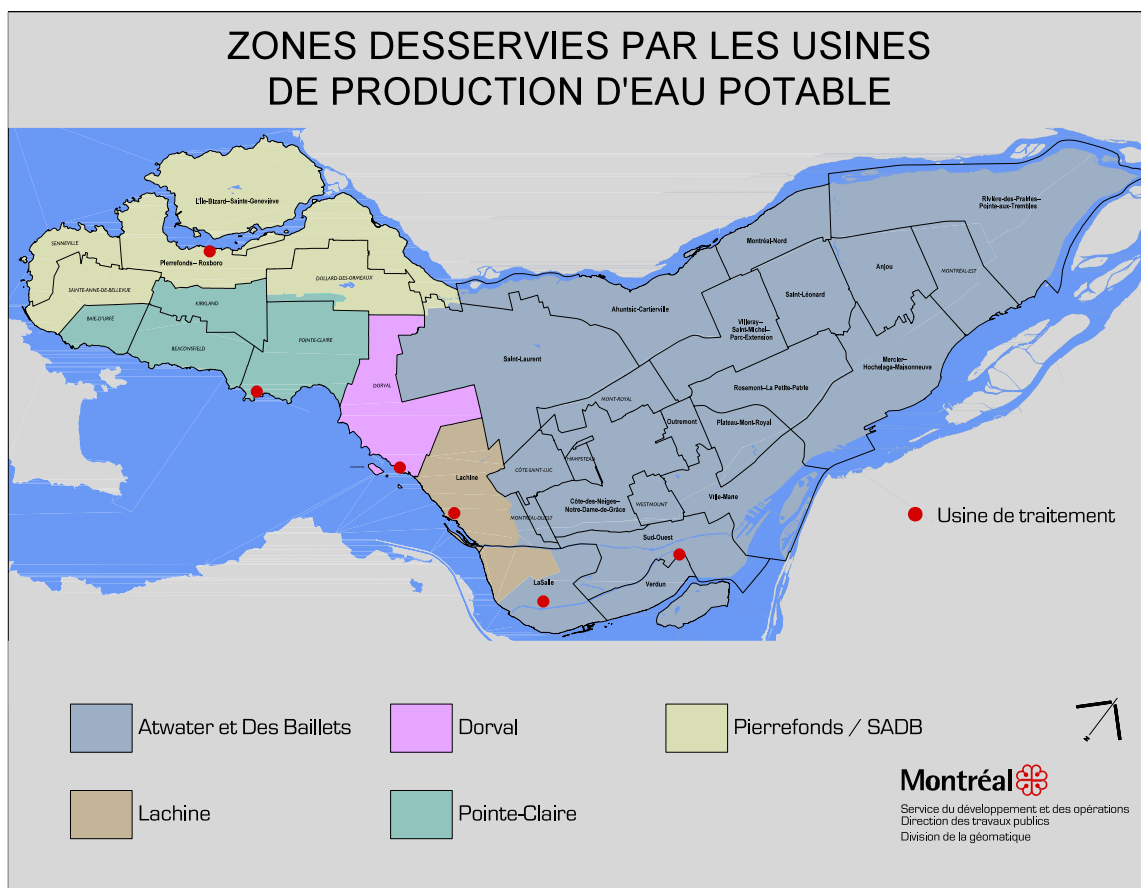 ZONES DESSERVIES PAR LES USINES
DE PRODUCTION D'EAU POTABLE
L'Île-Bizard–Sainte-Geneviève
SENNEVILLE
Pierrefonds–Roxboro
SAINTE-ANNE-DE-BELLEVUE
DOLLARD-DES-ORMEAUX
KIRKLAND
BAIE-D'URFÉ
BEACONSFIELD
POINTE-CLAIRE
DORVAL
Rivière-des-Prairies–
Pointe-aux-Trembles
Montréal-Nord
Anjou
MONTRÉAL-EST
Saint-Léonard
Ahuntsic-Cartierville
Villeray–
Saint-Michel–
Parc-Extension
Saint-Laurent
Mercier–
Hochelaga-Maisonneuve
Rosemont–La Petite-Patrie
MONT-ROYAL
Outremont
Plateau-Mont-Royal
HAMPSTEAD
CÔTE-SAINT-LUC
Lachine
Côte-des-Neiges–
Notre-Dame-de-Grâce
WESTMOUNT
Ville-Marie
MONTRÉAL-OUEST
Sud-Ouest
LaSalle
Verdun
Usine de traitement
Atwater et Des Baillets
Dorval
Pierrefonds / SADB
Lachine
Pointe-Claire
N
Montréal
Service du développement et des opérations
Direction des travaux publics
Division de la géomatique